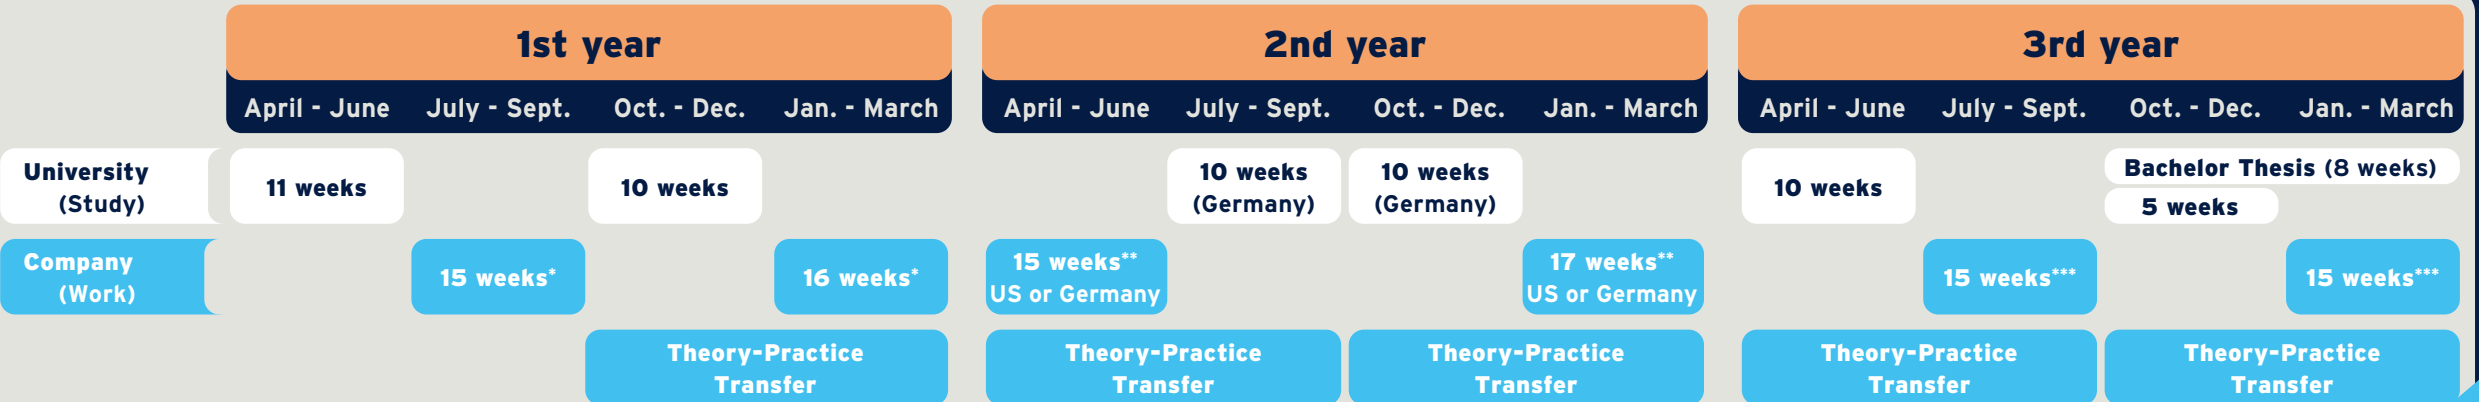 1st year
2nd year
3rd year
April - June July - Sept. Oct. - Dec. Jan. - March
April - June July - Sept. Oct. - Dec. Jan. - March
April - June July - Sept. Oct. - Dec. Jan. - March
University
(Study)
11 weeks
10 weeks
10 weeks
(Germany)
10 weeks
(Germany)
10 weeks
Bachelor Thesis (8 weeks)
5 weeks
Company
(Work)
15 weeks*
16 weeks*
15 weeks**
US or Germany
17 weeks**
US or Germany
15 weeks***
15 weeks***
Theory-Practice
Transfer
Theory-Practice
Transfer
Theory-Practice
Transfer
Theory-Practice
Transfer
Theory-Practice
Transfer